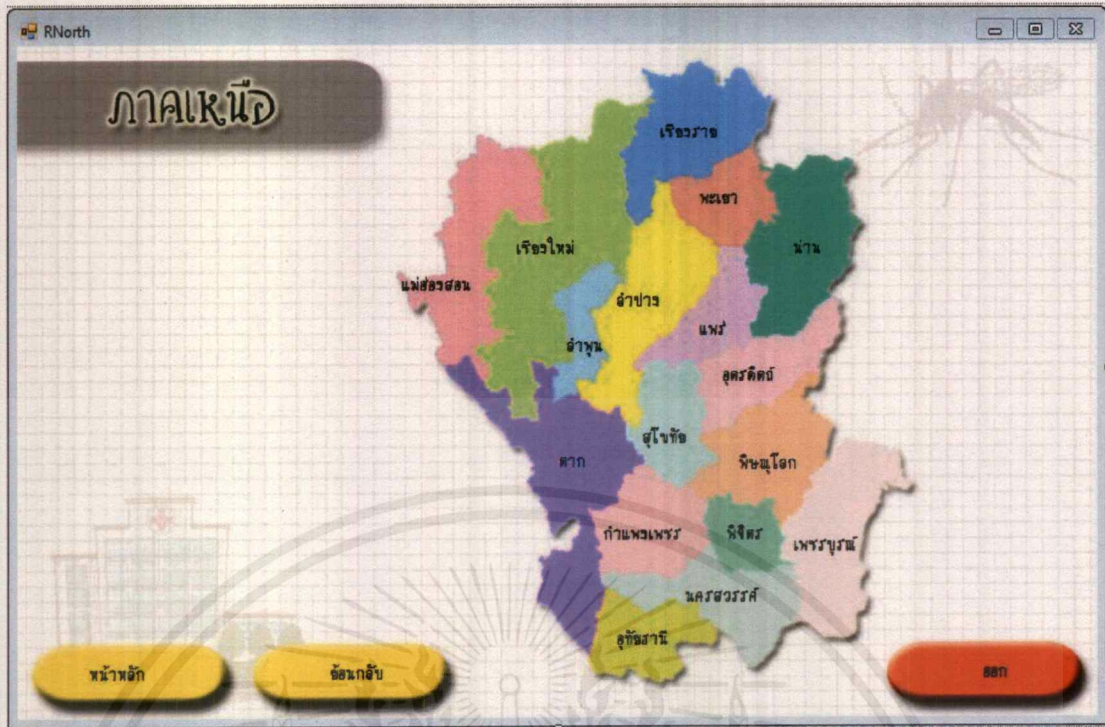 RNorth
ภาคเหนือ
เชียงราย
พะเยา
น่าน
เชียงใหม่
แม่ฮ่องสอน
ลำปาง
แพร่
ลำพูน
อุตรดิตถ์
สุโขทัย
ตาก
พิษณุโลก
กำแพงเพชร
พิจิตร
เพชรบูรณ์
นครสวรรค์
อุทัยธานี
หน้าหลัก
ย้อนกลับ
ออก